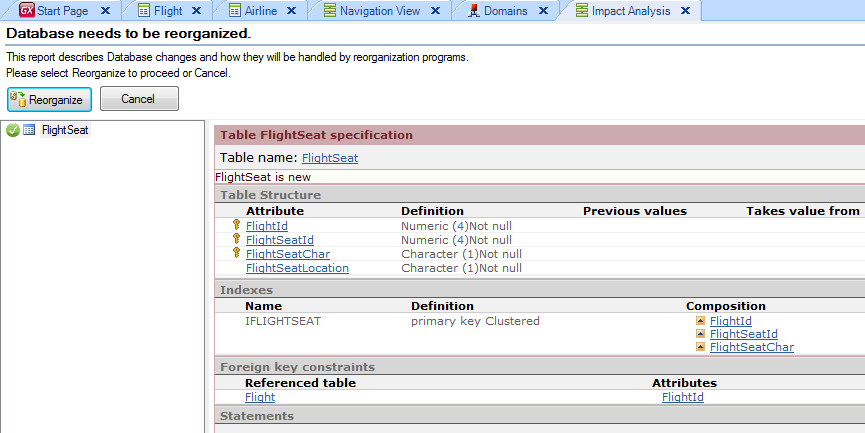 GX Start Page Flight Airline Navigation View Domains Impact Analysis
Database needs to be reorganized.
This report describes Database changes and how they will be handled by reorganization programs.
Please select Reorganize to proceed or Cancel.
Reorganize Cancel
FlightSeat
Table FlightSeat specification
Table name: FlightSeat
FlightSeat is new
Table Structure
Attribute Definition Previous values Takes value from
FlightId Numeric (4)Not null
FlightSeatId Numeric (4)Not null
FlightSeatChar Character (1)Not null
FlightSeatLocation Character (1)Not null
Indexes
Name Definition Composition
IFLIGHTSEAT primary key Clustered FlightId
FlightSeatId
FlightSeatChar
Foreign key constraints
Referenced table Attributes
Flight FlightId
Statements